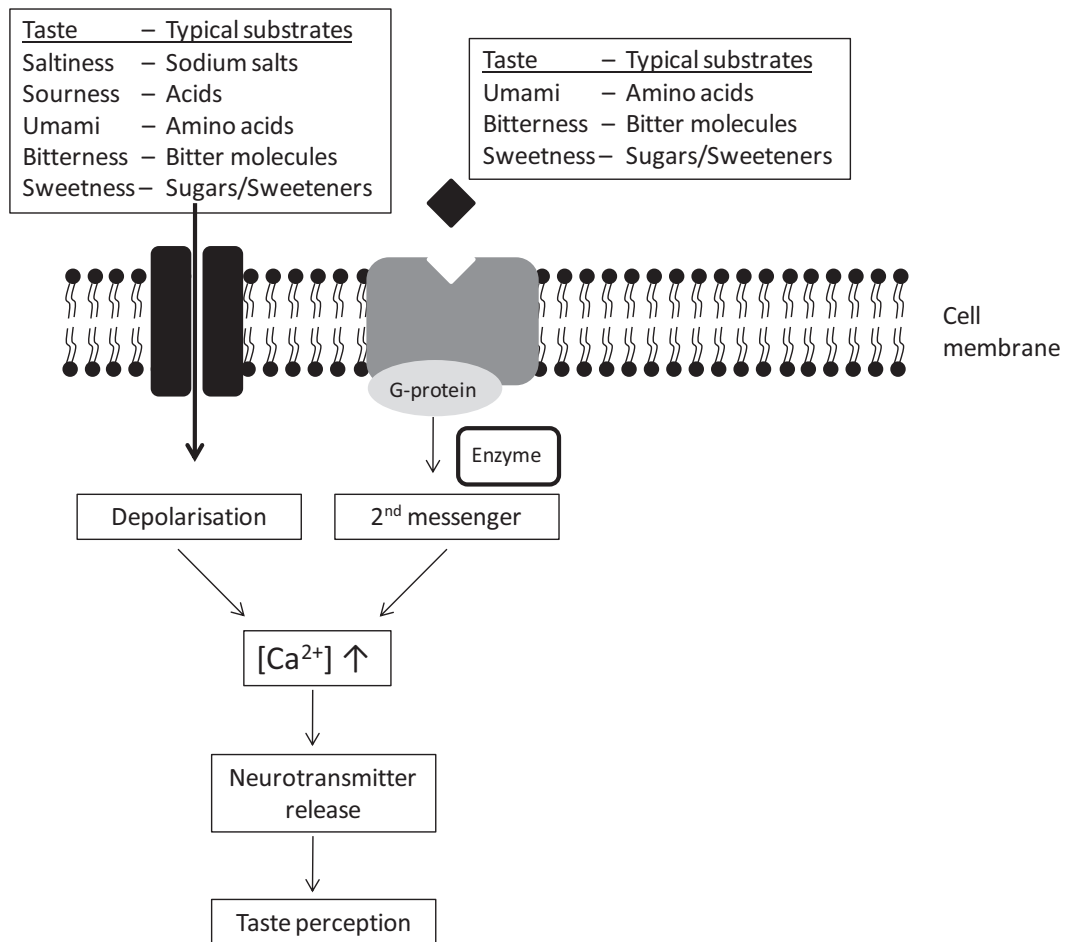 Taste – Typical substrates
Saltiness – Sodium salts
Sourness – Acids
Umami – Amino acids
Bitterness – Bitter molecules
Sweetness – Sugars/Sweeteners
Taste – Typical substrates
Umami – Amino acids
Bitterness – Bitter molecules
Sweetness – Sugars/Sweeteners
Cell
membrane
G-protein
Enzyme
Depolarisation
2nd messenger
[Ca2+] ↑
Neurotransmitter
release
Taste perception